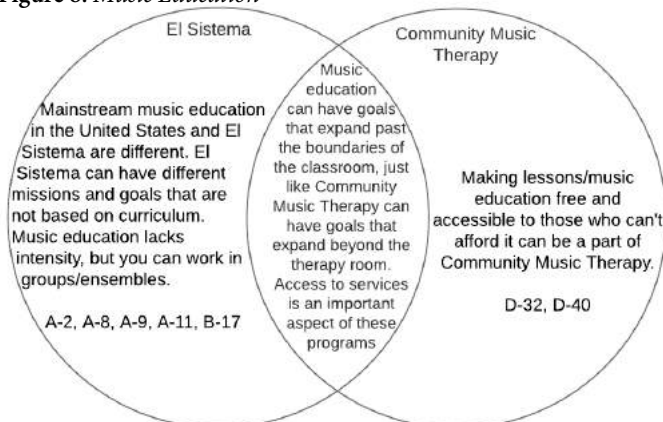 El Sistema
Mainstream music education
in the United States and El
Sistema are different. El
Sistema can have different
missions and goals that are
not based on curriculum.
Music education lacks
intensity, but you can work in
groups/ensembles.
A-2, A-8, A-9, A-11, B-17
Music
education
can have goals
that expand past
the boundaries of
the classroom, just
like Community
Music Therapy can
have goals that
expand beyond the
therapy room.
Access to services
is an important
aspect of these
programs
Community Music
Therapy
Making lessons/music
education free and
accessible to those who can't
afford it can be a part of
Community Music Therapy.
D-32, D-40